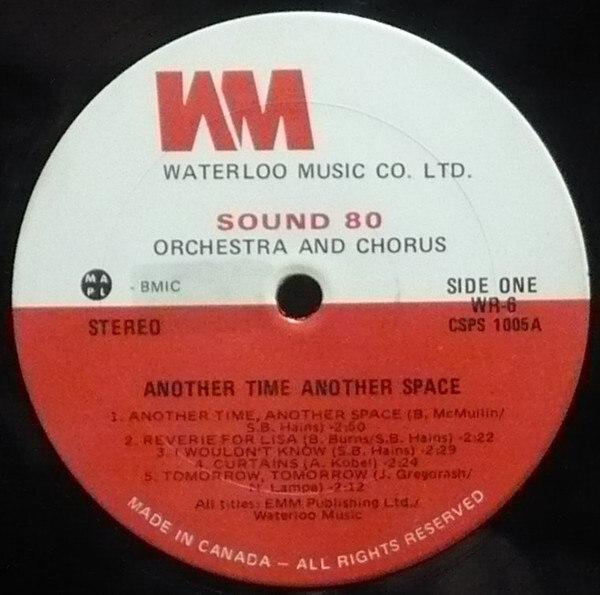 WM
WATERLOO MUSIC CO. LTD.
SOUND 80
ORCHESTRA AND CHORUS
MAPL - BMIC
SIDE ONE
WR-6
STEREO
CSPS 1005A
ANOTHER TIME ANOTHER SPACE
1. ANOTHER TIME, ANOTHER SPACE (B. McMullin/
S.B. Hains) -2:50
2. REVERIE FOR LISA (B. Burns/S.B. Hains) -2:22
3. I WOULDN'T KNOW (S.B. Hains) -2:29
4. CURTAINS (A. Kobel) -2:24
5. TOMORROW, TOMORROW (J. Gregorash/
Lampa) -2:12
All titles: EMM Publishing Ltd./
Waterloo Music
MADE IN CANADA – ALL RIGHTS RESERVED